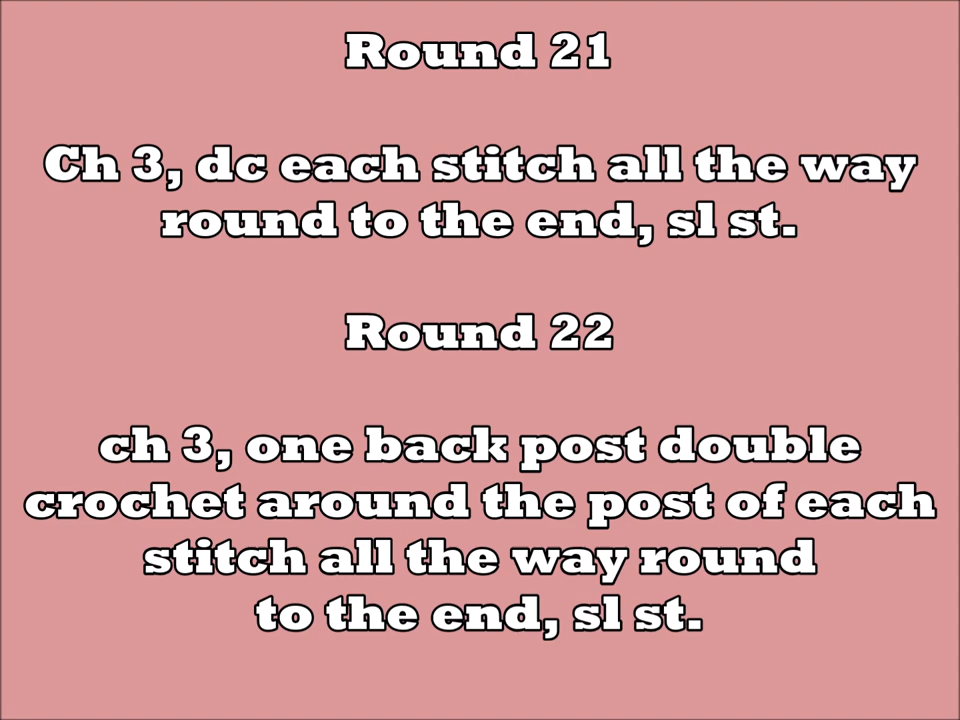 Round 21
Ch 3, dc each stitch all the way
round to the end, sl st.
Round 22
ch 3, one back post double
crochet around the post of each
stitch all the way round
to the end, sl st.